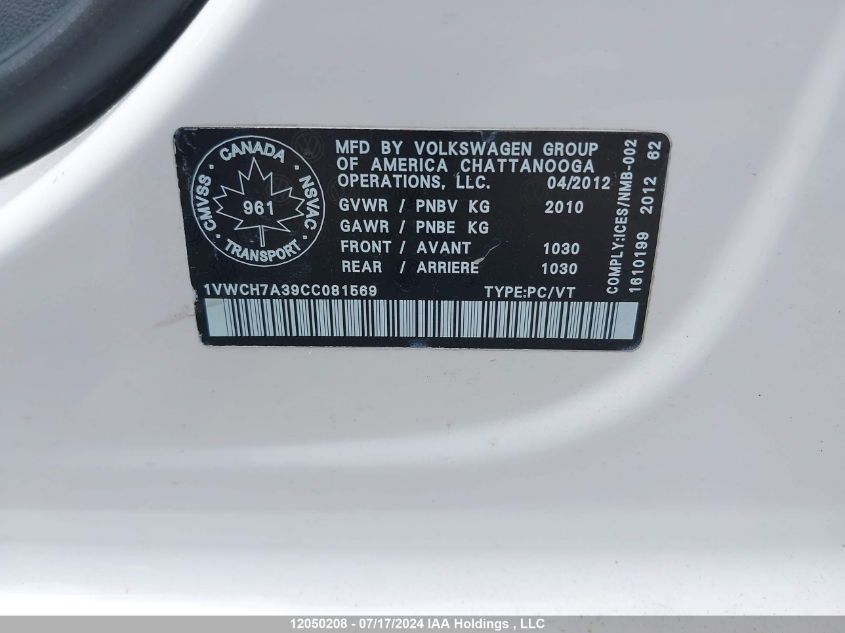 CANADA
CMVSS
NSVAC
961
TRANSPORT
MFD BY VOLKSWAGEN GROUP
OF AMERICA CHATTANOOGA
OPERATIONS, LLC. 04/2012
GVWR / PNBV KG 2010
GAWR / PNBE KG
FRONT / AVANT 1030
REAR / ARRIERE 1030
1VWCH7A39CC081569 TYPE:PC/VT
COMPLY:ICES/NMB-002
1610199 2012 62
12050208 - 07/17/2024 IAA Holdings , LLC